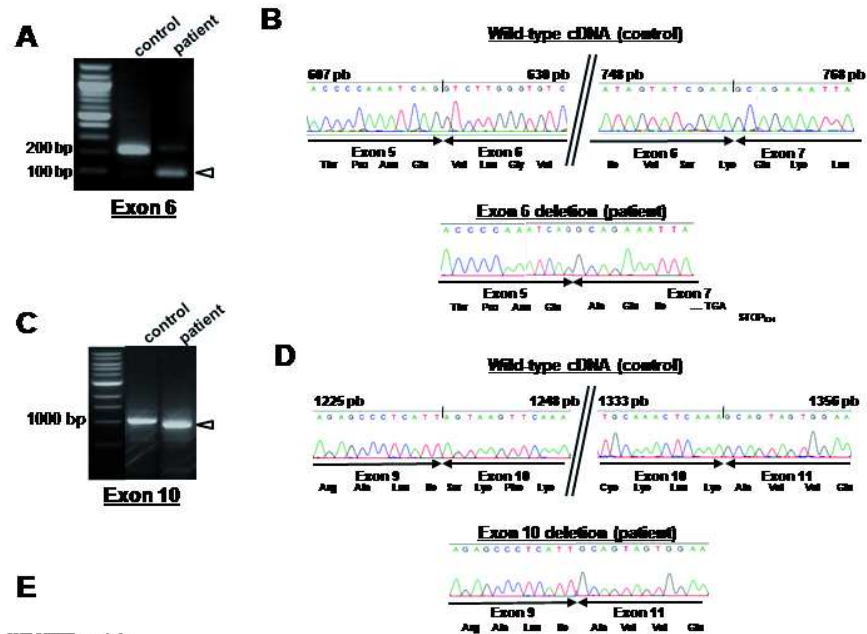 A
control
patient
200 bp
100 bp
Exon 6
B
Wild-type cDNA (control)
607 pb
630 pb
748 pb
768 pb
A C C C C A A A T C A G G T C T T G G G T G T C
A T A G T A T C G A A G C A G A A A T T A
Exon 5
Exon 6
Exon 6
Exon 7
Thr Pro Asn Gln Val Leu Gly Val
Ile Val Ser Lys Gln Lys Leu
Exon 6 deletion (patient)
A C C C C A A A T C A G G C A G A A A T T A
Exon 5
Exon 7
Thr Pro Asn Gln Ala Glu Ile ... TGA
C
control
patient
1000 bp
Exon 10
D
Wild-type cDNA (control)
1225 pb
1248 pb
1333 pb
1356 pb
A G A G C C C T C A T T A G T A A G T T C A A A
T G C A A A C T C A A A G C A G T A G T G G A A
Exon 9
Exon 10
Exon 10
Exon 11
Arg Ala Leu Ile Ser Lys Phe Lys
Cys Lys Leu Lys Ala Val Val Glu
Exon 10 deletion (patient)
A G A G C C C T C A T T G C A G T A G T G G A A
Exon 9
Exon 11
Arg Ala Leu Ile Ala Val Val Glu
E